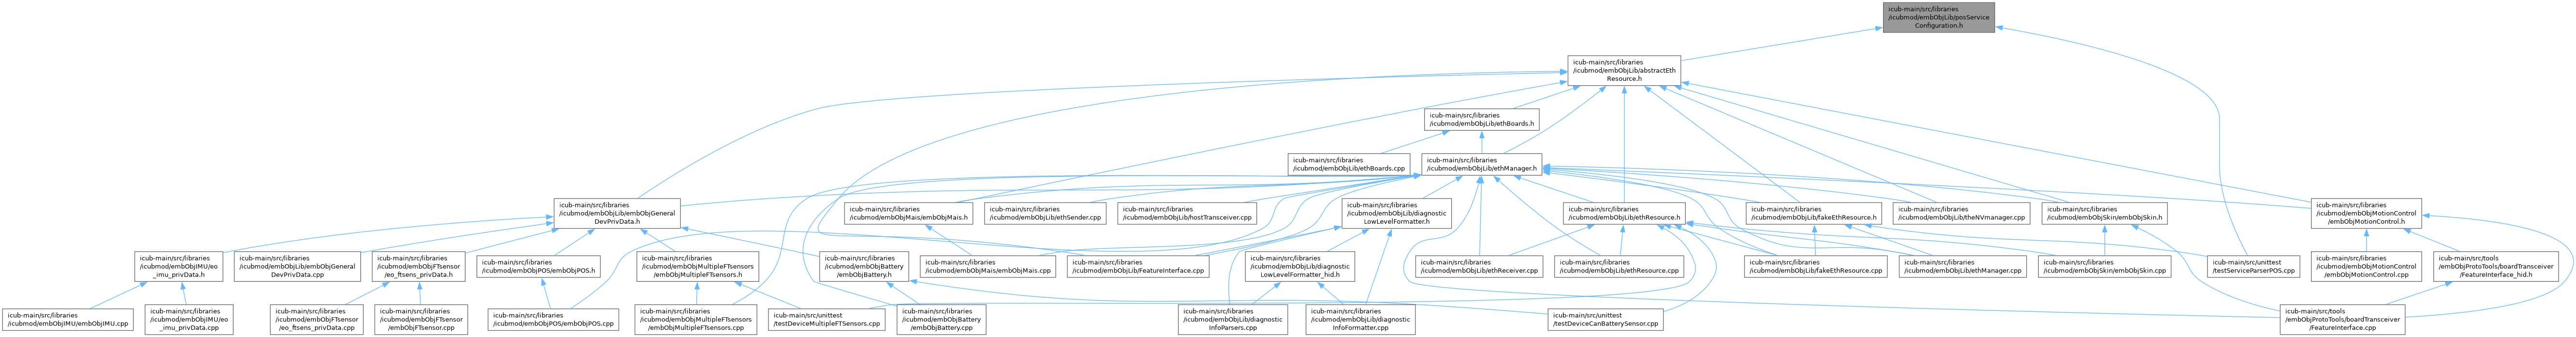 icub-main/src/libraries
/icubmod/embObjLib/posService
Configuration.h
icub-main/src/libraries
/icubmod/embObjLib/abstractEth
Resource.h
icub-main/src/libraries
/icubmod/embObjLib/ethBoards.h
icub-main/src/libraries
/icubmod/embObjLib/ethBoards.cpp
icub-main/src/libraries
/icubmod/embObjLib/ethManager.h
icub-main/src/libraries
/icubmod/embObjLib/embObjGeneral
DevPrivData.h
icub-main/src/libraries
/icubmod/embObjMais/embObjMais.h
icub-main/src/libraries
/icubmod/embObjLib/ethSender.cpp
icub-main/src/libraries
/icubmod/embObjLib/hostTransceiver.cpp
icub-main/src/libraries
/icubmod/embObjLib/diagnostic
LowLevelFormatter.h
icub-main/src/libraries
/icubmod/embObjLib/ethResource.h
icub-main/src/libraries
/icubmod/embObjLib/fakeEthResource.h
icub-main/src/libraries
/icubmod/embObjLib/theNVmanager.cpp
icub-main/src/libraries
/icubmod/embObjSkin/embObjSkin.h
icub-main/src/libraries
/icubmod/embObjMotionControl
/embObjMotionControl.h
icub-main/src/libraries
/icubmod/embObjIMU/eo
_imu_privData.h
icub-main/src/libraries
/icubmod/embObjLib/embObjGeneral
DevPrivData.cpp
icub-main/src/libraries
/icubmod/embObjFTsensor
/eo_ftsens_privData.h
icub-main/src/libraries
/icubmod/embObjPOS/embObjPOS.h
icub-main/src/libraries
/icubmod/embObjMultipleFTsensors
/embObjMultipleFTsensors.h
icub-main/src/libraries
/icubmod/embObjBattery
/embObjBattery.h
icub-main/src/libraries
/icubmod/embObjMais/embObjMais.cpp
icub-main/src/libraries
/icubmod/embObjLib/FeatureInterface.cpp
icub-main/src/libraries
/icubmod/embObjLib/diagnostic
LowLevelFormatter_hid.h
icub-main/src/libraries
/icubmod/embObjLib/ethReceiver.cpp
icub-main/src/libraries
/icubmod/embObjLib/ethResource.cpp
icub-main/src/libraries
/icubmod/embObjLib/fakeEthResource.cpp
icub-main/src/libraries
/icubmod/embObjLib/ethManager.cpp
icub-main/src/libraries
/icubmod/embObjSkin/embObjSkin.cpp
icub-main/src/unittest
/testServiceParserPOS.cpp
icub-main/src/libraries
/icubmod/embObjMotionControl
/embObjMotionControl.cpp
icub-main/src/tools
/embObjProtoTools/boardTransceiver
/FeatureInterface_hid.h
icub-main/src/libraries
/icubmod/embObjIMU/embObjIMU.cpp
icub-main/src/libraries
/icubmod/embObjIMU/eo
_imu_privData.cpp
icub-main/src/libraries
/icubmod/embObjFTsensor
/eo_ftsens_privData.cpp
icub-main/src/libraries
/icubmod/embObjFTsensor
/embObjFTsensor.cpp
icub-main/src/libraries
/icubmod/embObjPOS/embObjPOS.cpp
icub-main/src/libraries
/icubmod/embObjMultipleFTsensors
/embObjMultipleFTsensors.cpp
icub-main/src/unittest
/testDeviceMultipleFTSensors.cpp
icub-main/src/libraries
/icubmod/embObjBattery
/embObjBattery.cpp
icub-main/src/libraries
/icubmod/embObjLib/diagnostic
InfoParsers.cpp
icub-main/src/libraries
/icubmod/embObjLib/diagnostic
InfoFormatter.cpp
icub-main/src/unittest
/testDeviceCanBatterySensor.cpp
icub-main/src/tools
/embObjProtoTools/boardTransceiver
/FeatureInterface.cpp